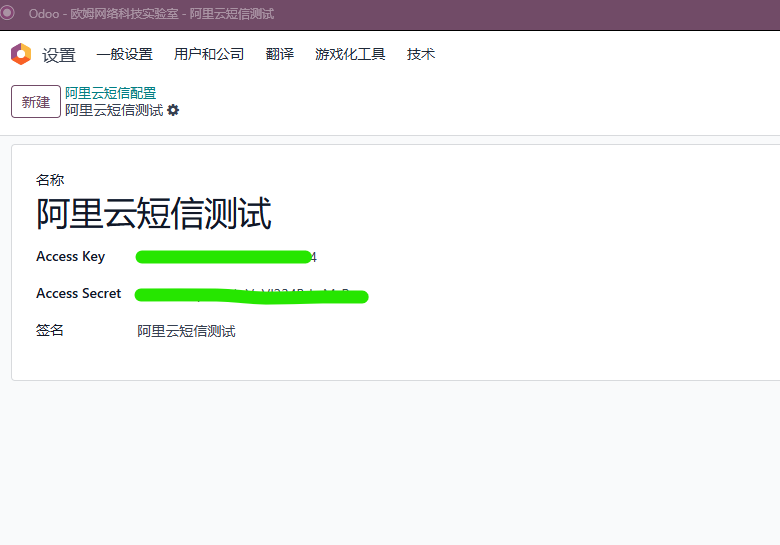 Odoo - 欧姆网络科技实验室 - 阿里云短信测试
设置 一般设置 用户和公司 翻译 游戏化工具 技术
新建 阿里云短信配置
阿里云短信测试
名称
阿里云短信测试
Access Key 4
Access Secret
签名 阿里云短信测试